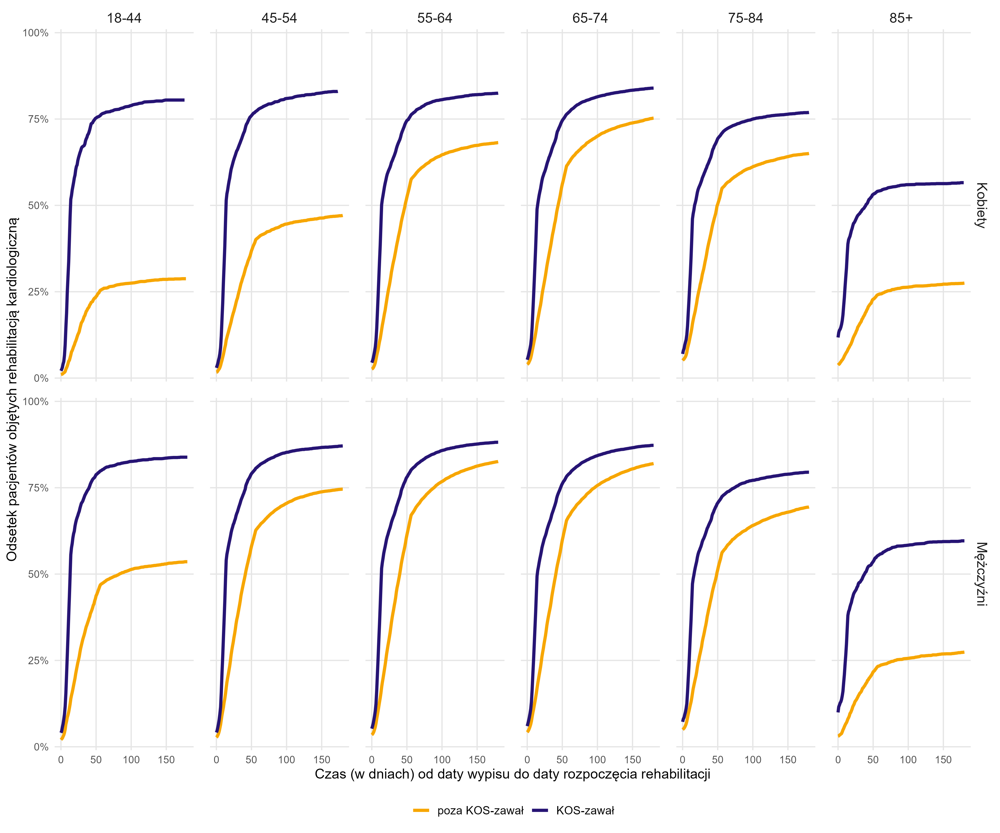 18-44 45-54 55-64 65-74 75-84 85+
Odsetek pacjentów objętych rehabilitacją kardiologiczną
100%
75%
50%
25%
0%
Kobiety
100%
75%
50%
25%
0%
Mężczyźni
0 50 100 150 0 50 100 150 0 50 100 150 0 50 100 150 0 50 100 150 0 50 100 150
Czas (w dniach) od daty wypisu do daty rozpoczęcia rehabilitacji
poza KOS-zawał KOS-zawał